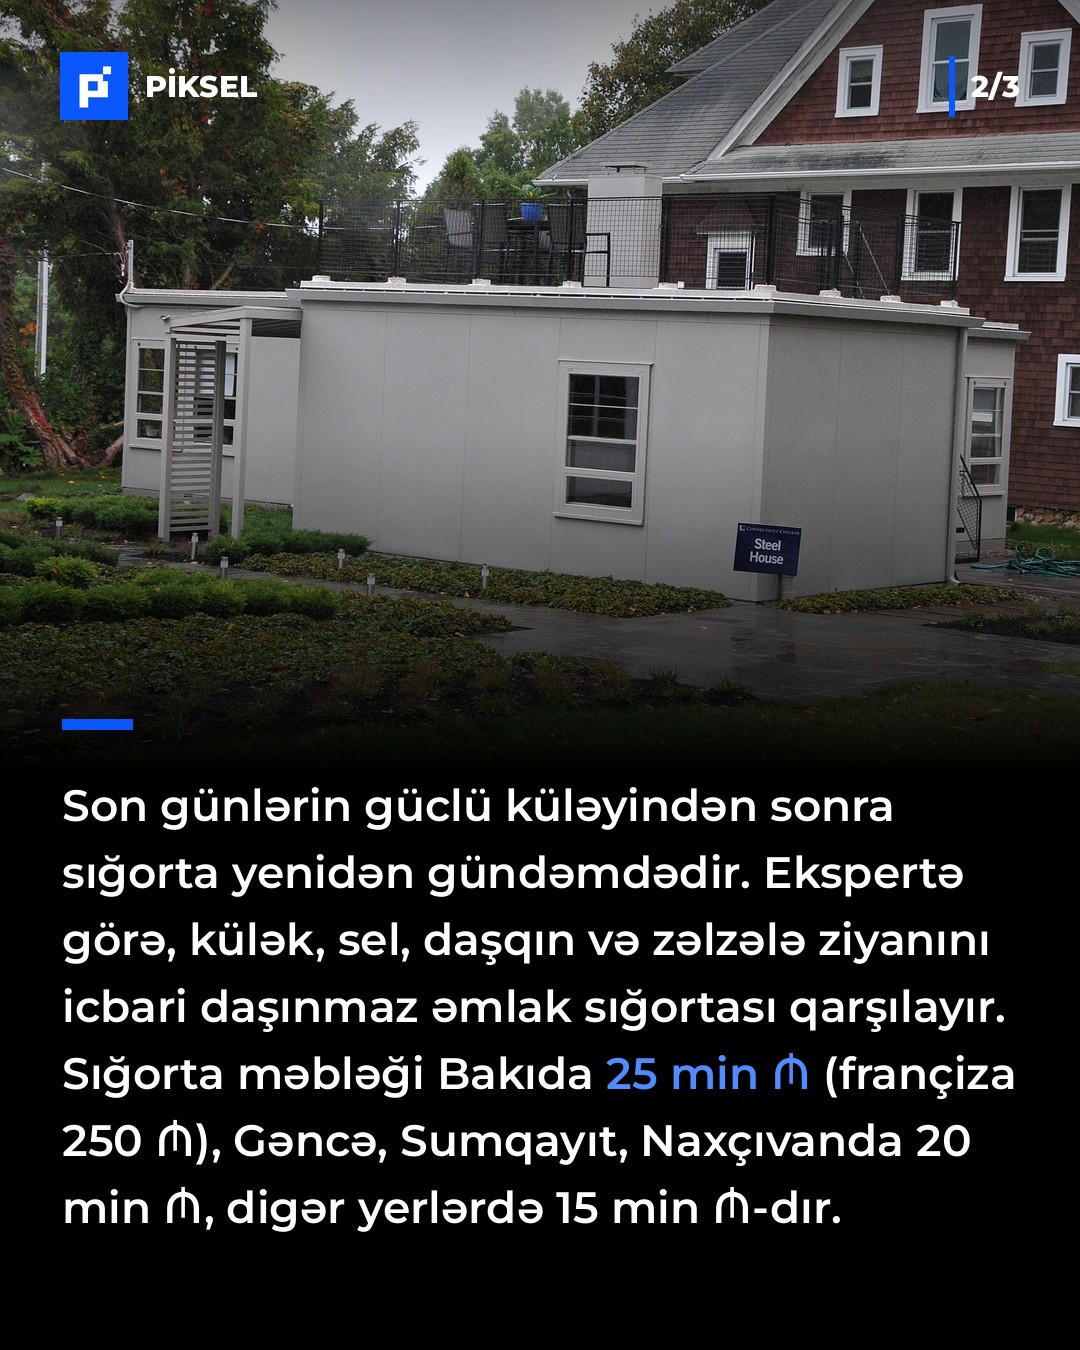 PİKSEL
2/3
CONNECTICUT COLLEGE
Steel
House
Son günlərin güclü küləyindən sonra
sığorta yenidən gündəmdədir. Ekspertə
görə, külək, sel, daşqın və zəlzələ ziyanını
icbari daşınmaz əmlak sığortası qarşılayır.
Sığorta məbləği Bakıda 25 min ₼ (françiza
250 ₼), Gəncə, Sumqayıt, Naxçıvanda 20
min ₼, digər yerlərdə 15 min ₼-dır.